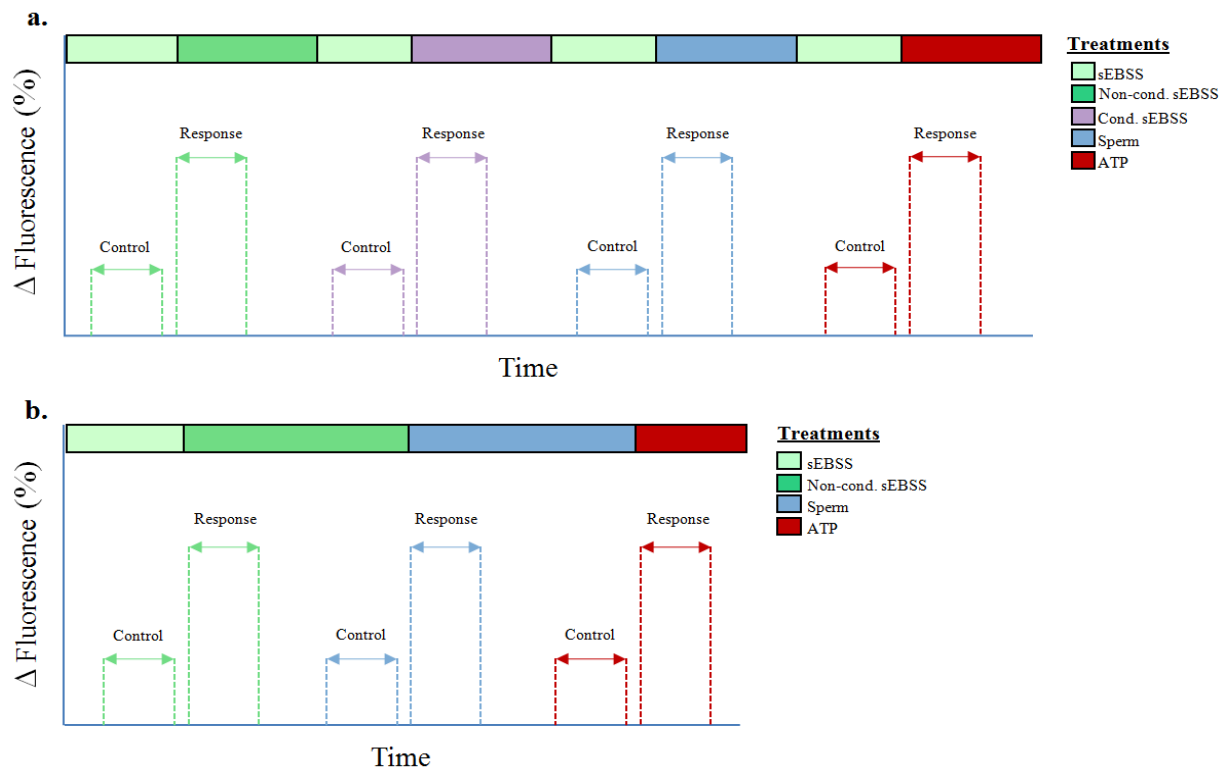 a.
Treatments
sEBSS
Non-cond. sEBSS
Cond. sEBSS
Sperm
ATP
Δ Fluorescence (%)
Response
Response
Response
Response
Control
Control
Control
Control
Time
b.
Treatments
sEBSS
Non-cond. sEBSS
Sperm
ATP
Δ Fluorescence (%)
Response
Response
Response
Control
Control
Control
Time